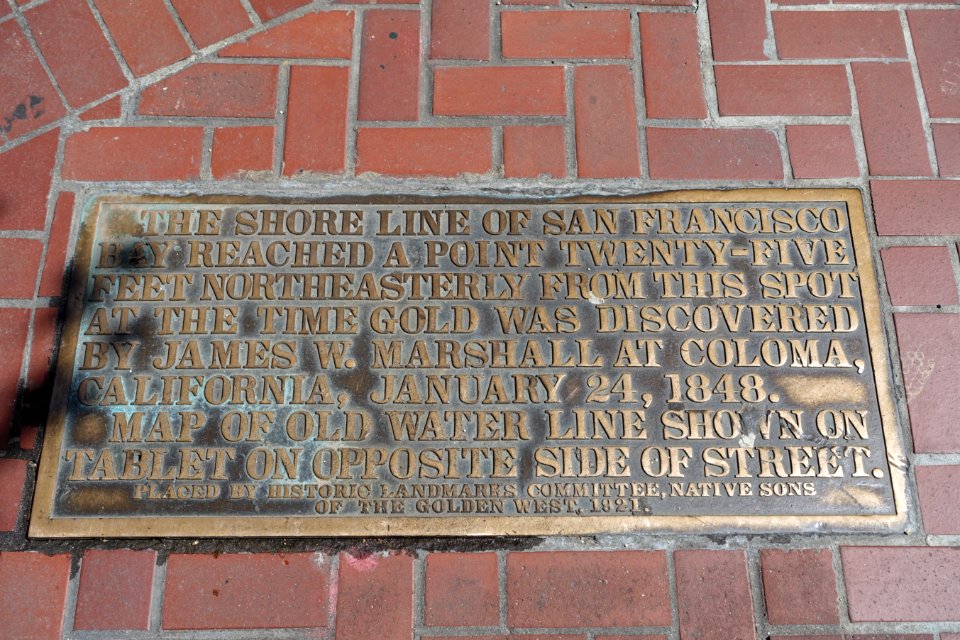 THE SHORE LINE OF SAN FRANCISCO
BAY REACHED A POINT TWENTY-FIVE
FEET NORTHEASTERLY FROM THIS SPOT
AT THE TIME GOLD WAS DISCOVERED
BY JAMES W. MARSHALL AT COLOMA,
CALIFORNIA, JANUARY 24, 1848.
MAP OF OLD WATER LINE SHOWN ON
TABLET ON OPPOSITE SIDE OF STREET.
PLACED BY HISTORIC LANDMARKS COMMITTEE, NATIVE SONS
OF THE GOLDEN WEST, 1921.